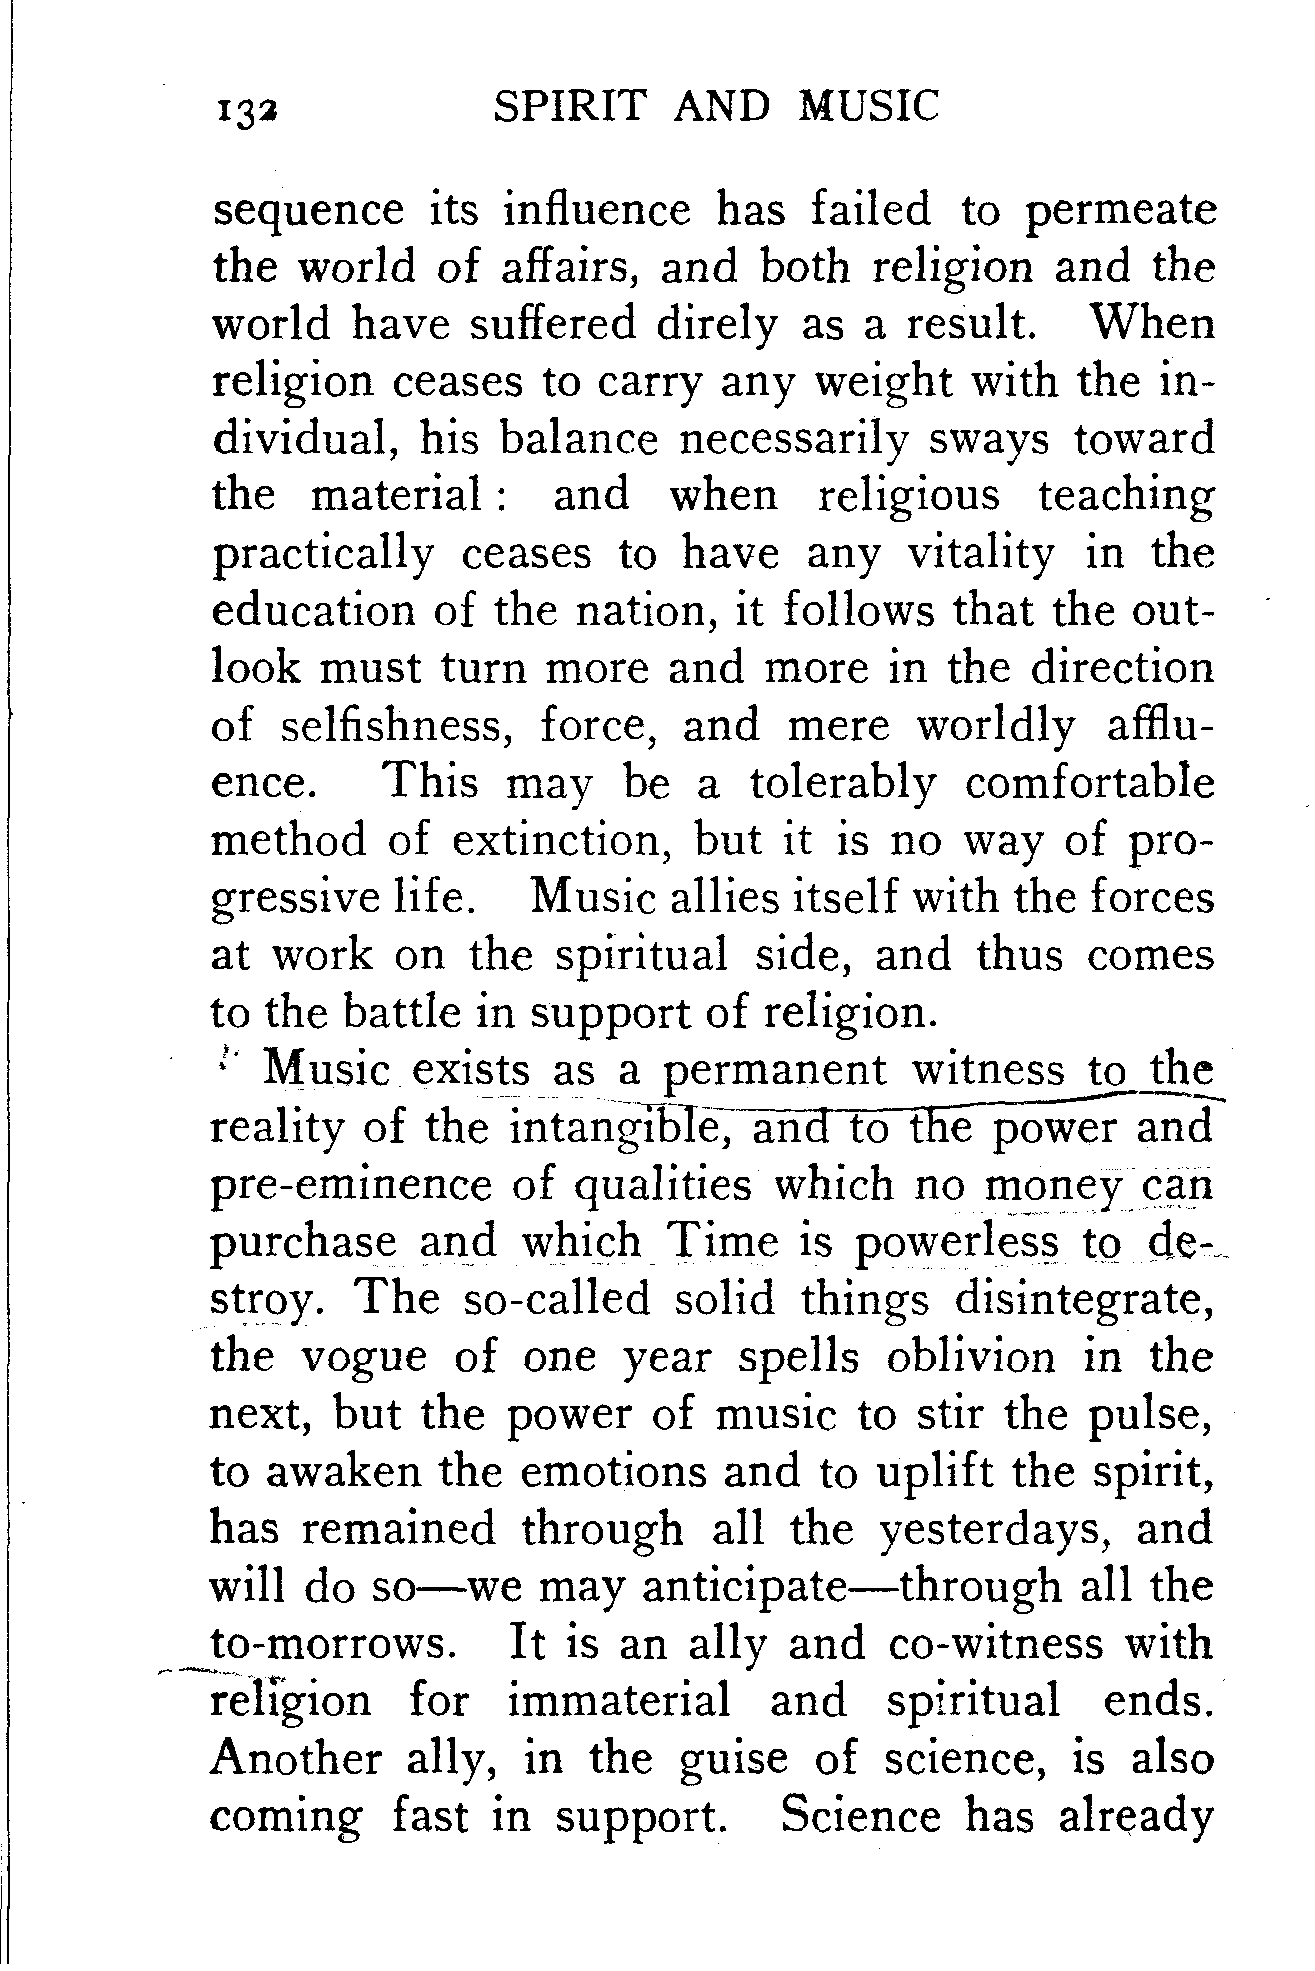 132 SPIRIT AND MUSIC
sequence its influence has failed to permeate
the world of affairs, and both religion and the
world have suffered direly as a result. When
religion ceases to carry any weight with the in-
dividual, his balance necessarily sways toward
the material : and when religious teaching
practically ceases to have any vitality in the
education of the nation, it follows that the out-
look must turn more and more in the direction
of selfishness, force, and mere worldly afflu-
ence. This may be a tolerably comfortable
method of extinction, but it is no way of pro-
gressive life. Music allies itself with the forces
at work on the spiritual side, and thus comes
to the battle in support of religion.
Music exists as a permanent witness to the
reality of the intangible, and to the power and
pre-eminence of qualities which no money can
purchase and which Time is powerless to de-
stroy. The so-called solid things disintegrate,
the vogue of one year spells oblivion in the
next, but the power of music to stir the pulse,
to awaken the emotions and to uplift the spirit,
has remained through all the yesterdays, and
will do so—we may anticipate—through all the
to-morrows. It is an ally and co-witness with
religion for immaterial and spiritual ends.
Another ally, in the guise of science, is also
coming fast in support. Science has already